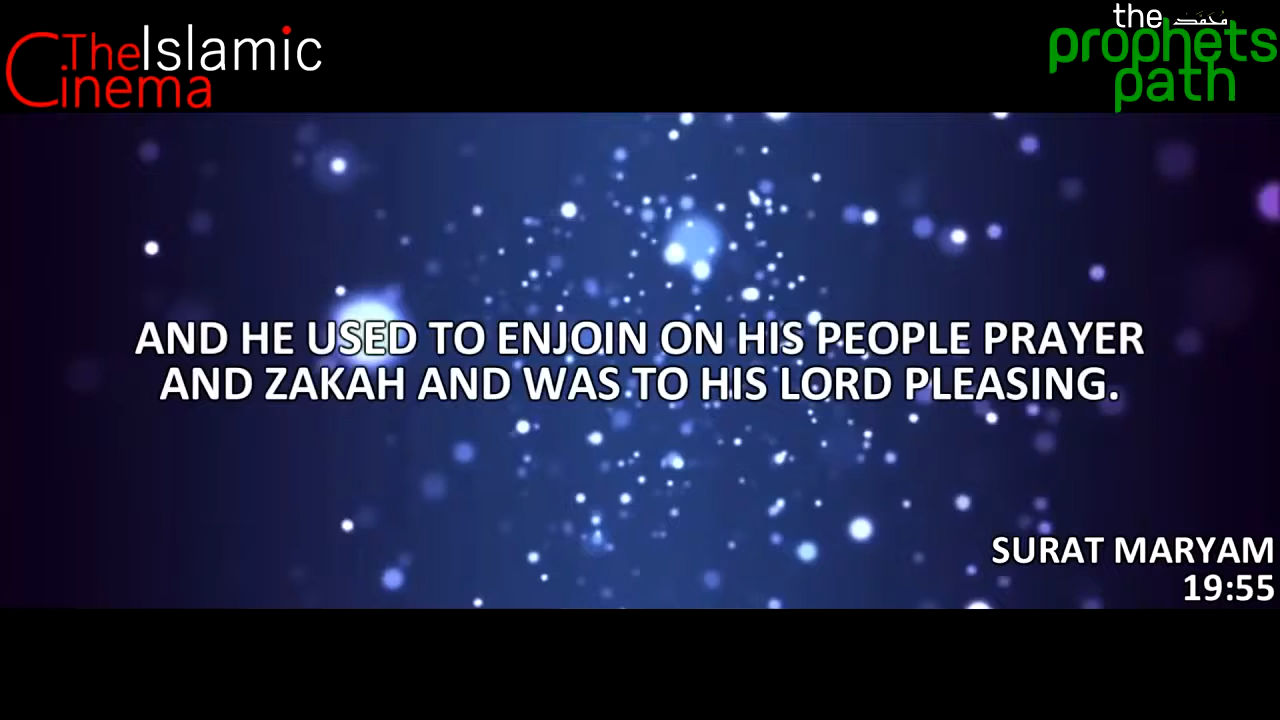 TheIslamic
Cinema
the مُحَمَّد
prophets
path
AND HE USED TO ENJOIN ON HIS PEOPLE PRAYER
AND ZAKAH AND WAS TO HIS LORD PLEASING.
SURAT MARYAM
19:55